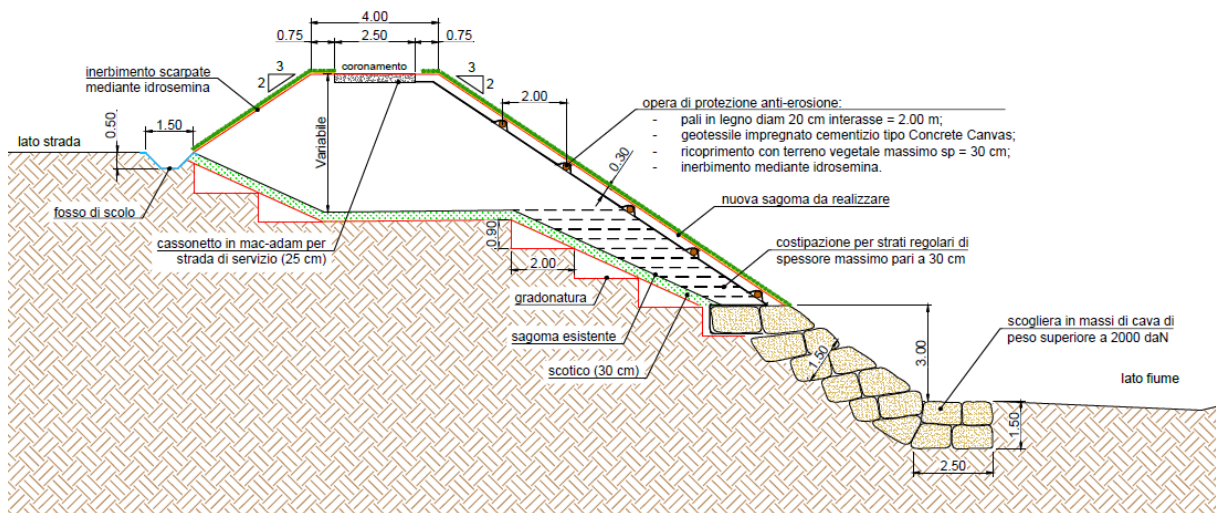 4.00
0.75
2.50
0.75
coronamento
3
2
3
2
inerbimento scarpate
mediante idrosemina
2.00
opera di protezione anti-erosione:
- pali in legno diam 20 cm interasse = 2.00 m;
- geotessile impregnato cementizio tipo Concrete Canvas;
- ricoprimento con terreno vegetale massimo sp = 30 cm;
- inerbimento mediante idrosemina.
1.50
0.50
lato strada
Variabile
0.30
nuova sagoma da realizzare
fosso di scolo
cassonetto in mac-adam per
strada di servizio (25 cm)
0.90
2.00
costipazione per strati regolari di
spessore massimo pari a 30 cm
gradonatura
sagoma esistente
scotico (30 cm)
1.50
3.00
scogliera in massi di cava di
peso superiore a 2000 daN
lato fiume
1.50
2.50